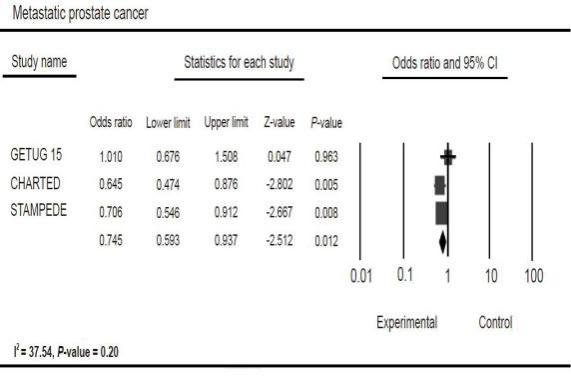 Metastatic prostate cancer
Study name Statistics for each study Odds ratio and 95% CI
Odds ratio Lower limit Upper limit Z-value P-value
GETUG 15 1.010 0.676 1.508 0.047 0.963
CHARTED 0.645 0.474 0.876 -2.802 0.005
STAMPEDE 0.706 0.546 0.912 -2.667 0.008
0.745 0.593 0.937 -2.512 0.012
0.01 0.1 1 10 100
Experimental Control
I² = 37.54, P-value = 0.20